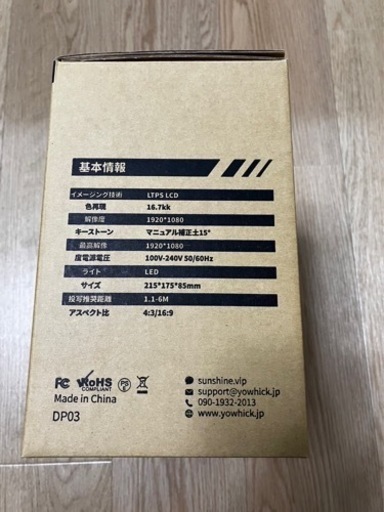 基本情報
イメージング技術 LTPS LCD
色再現 16.7kk
解像度 1920*1080
キーストーン マニュアル補正土15°
最高解像 1920*1080
度電源電圧 100V-240V 50/60Hz
ライト LED
サイズ 215*175*85mm
投写推奨距離 1.1-6M
アスペクト比 4:3/16:9
FC RoHS COMPLIANT PSE
Made in China
DP03
sunshine.vip
support@yowhick.jp
090-1932-2013
www.yowhick.jp